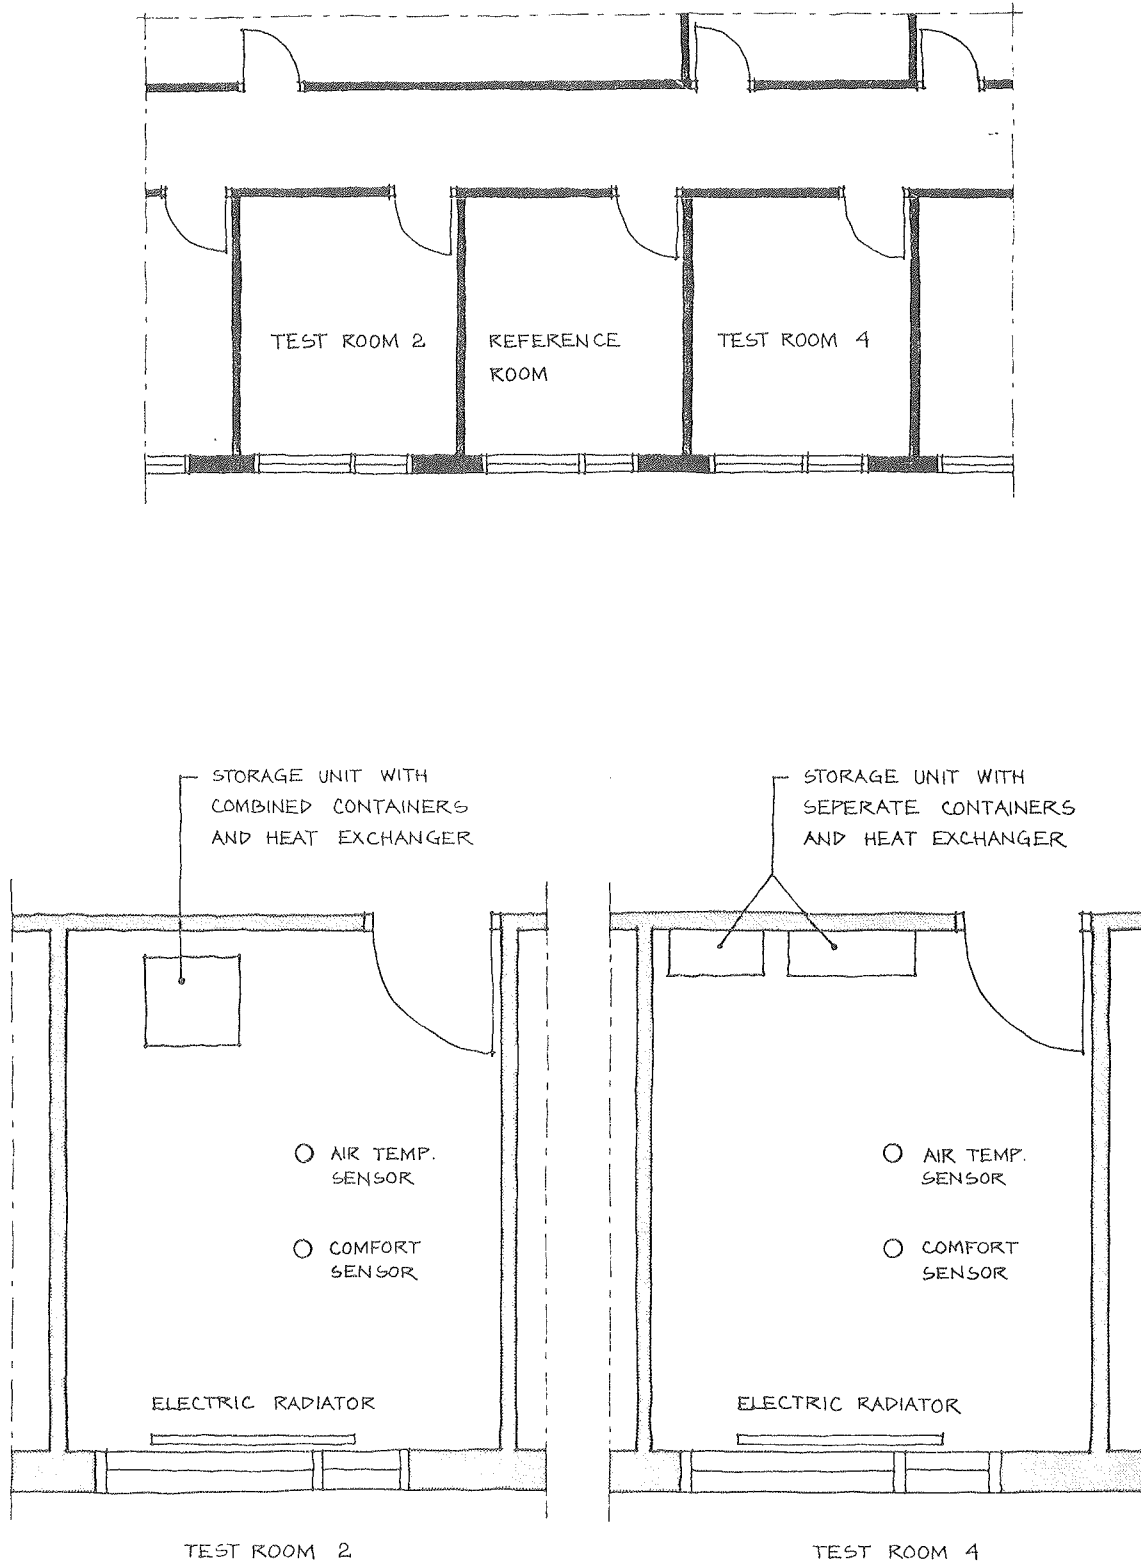 TEST ROOM 2
REFERENCE
ROOM
TEST ROOM 4
STORAGE UNIT WITH
COMBINED CONTAINERS
AND HEAT EXCHANGER
STORAGE UNIT WITH
SEPERATE CONTAINERS
AND HEAT EXCHANGER
AIR TEMP.
SENSOR
COMFORT
SENSOR
ELECTRIC RADIATOR
AIR TEMP.
SENSOR
COMFORT
SENSOR
ELECTRIC RADIATOR
TEST ROOM 2
TEST ROOM 4